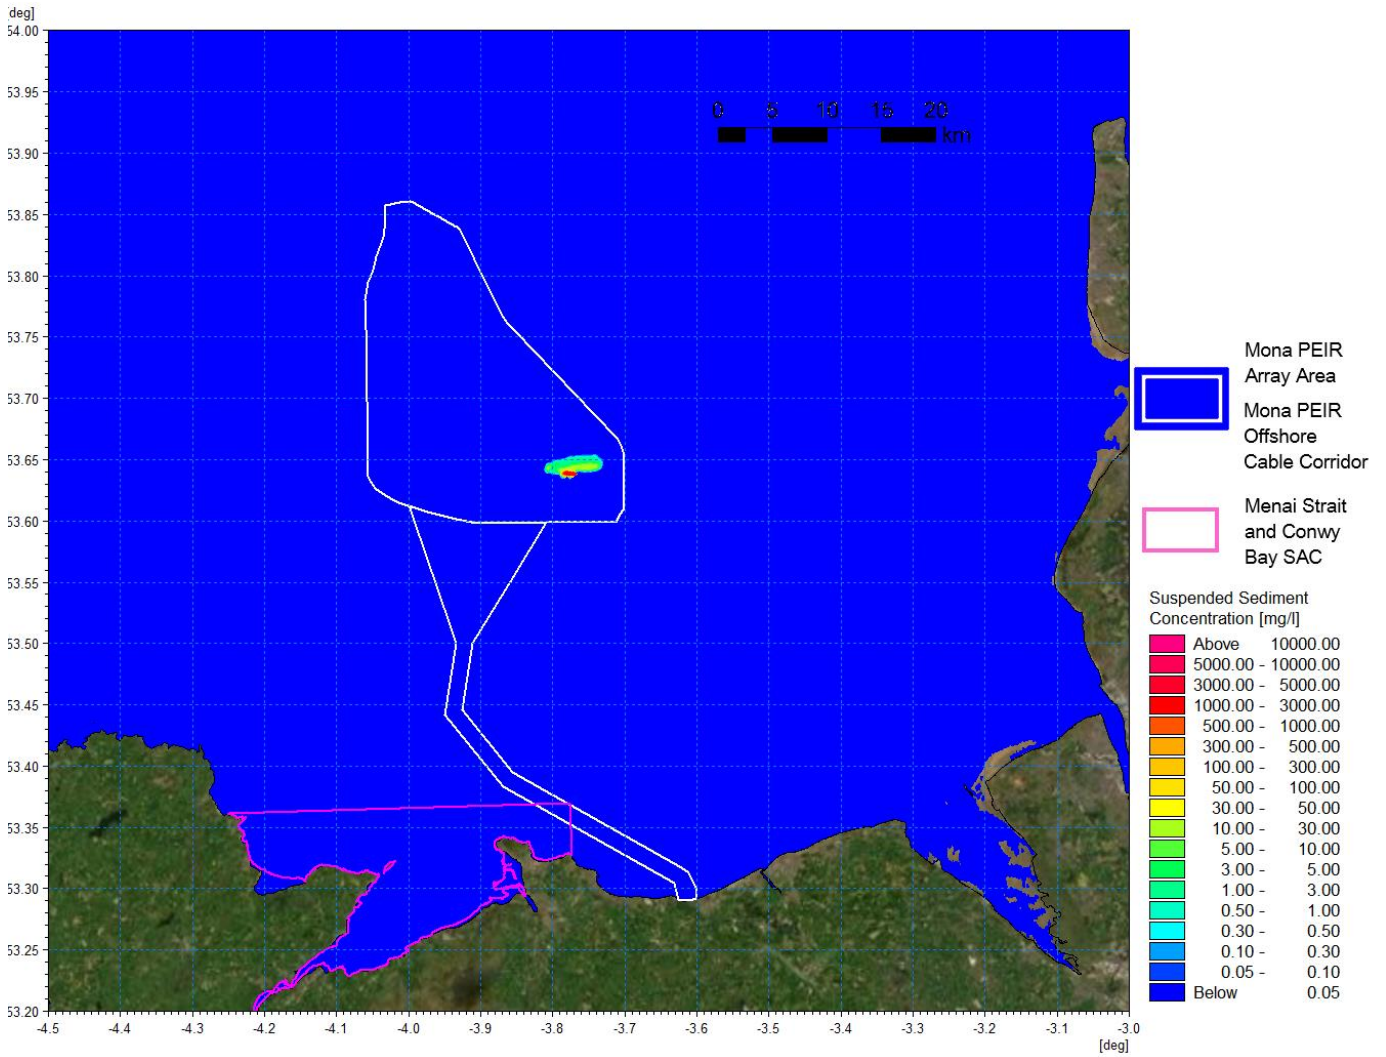 [deg]
54.00
53.95
53.90
53.85
53.80
53.75
53.70
53.65
53.60
53.55
53.50
53.45
53.40
53.35
53.30
53.25
53.20
-4.5 -4.4 -4.3 -4.2 -4.1 -4.0 -3.9 -3.8 -3.7 -3.6 -3.5 -3.4 -3.3 -3.2 -3.1 -3.0
[deg]
0 5 10 15 20
km
Mona PEIR
Array Area
Mona PEIR
Offshore
Cable Corridor
Menai Strait
and Conwy
Bay SAC
Suspended Sediment
Concentration [mg/l]
Above 10000.00
5000.00 - 10000.00
3000.00 - 5000.00
1000.00 - 3000.00
500.00 - 1000.00
300.00 - 500.00
100.00 - 300.00
50.00 - 100.00
30.00 - 50.00
10.00 - 30.00
5.00 - 10.00
3.00 - 5.00
1.00 - 3.00
0.50 - 1.00
0.30 - 0.50
0.10 - 0.30
0.05 - 0.10
Below 0.05